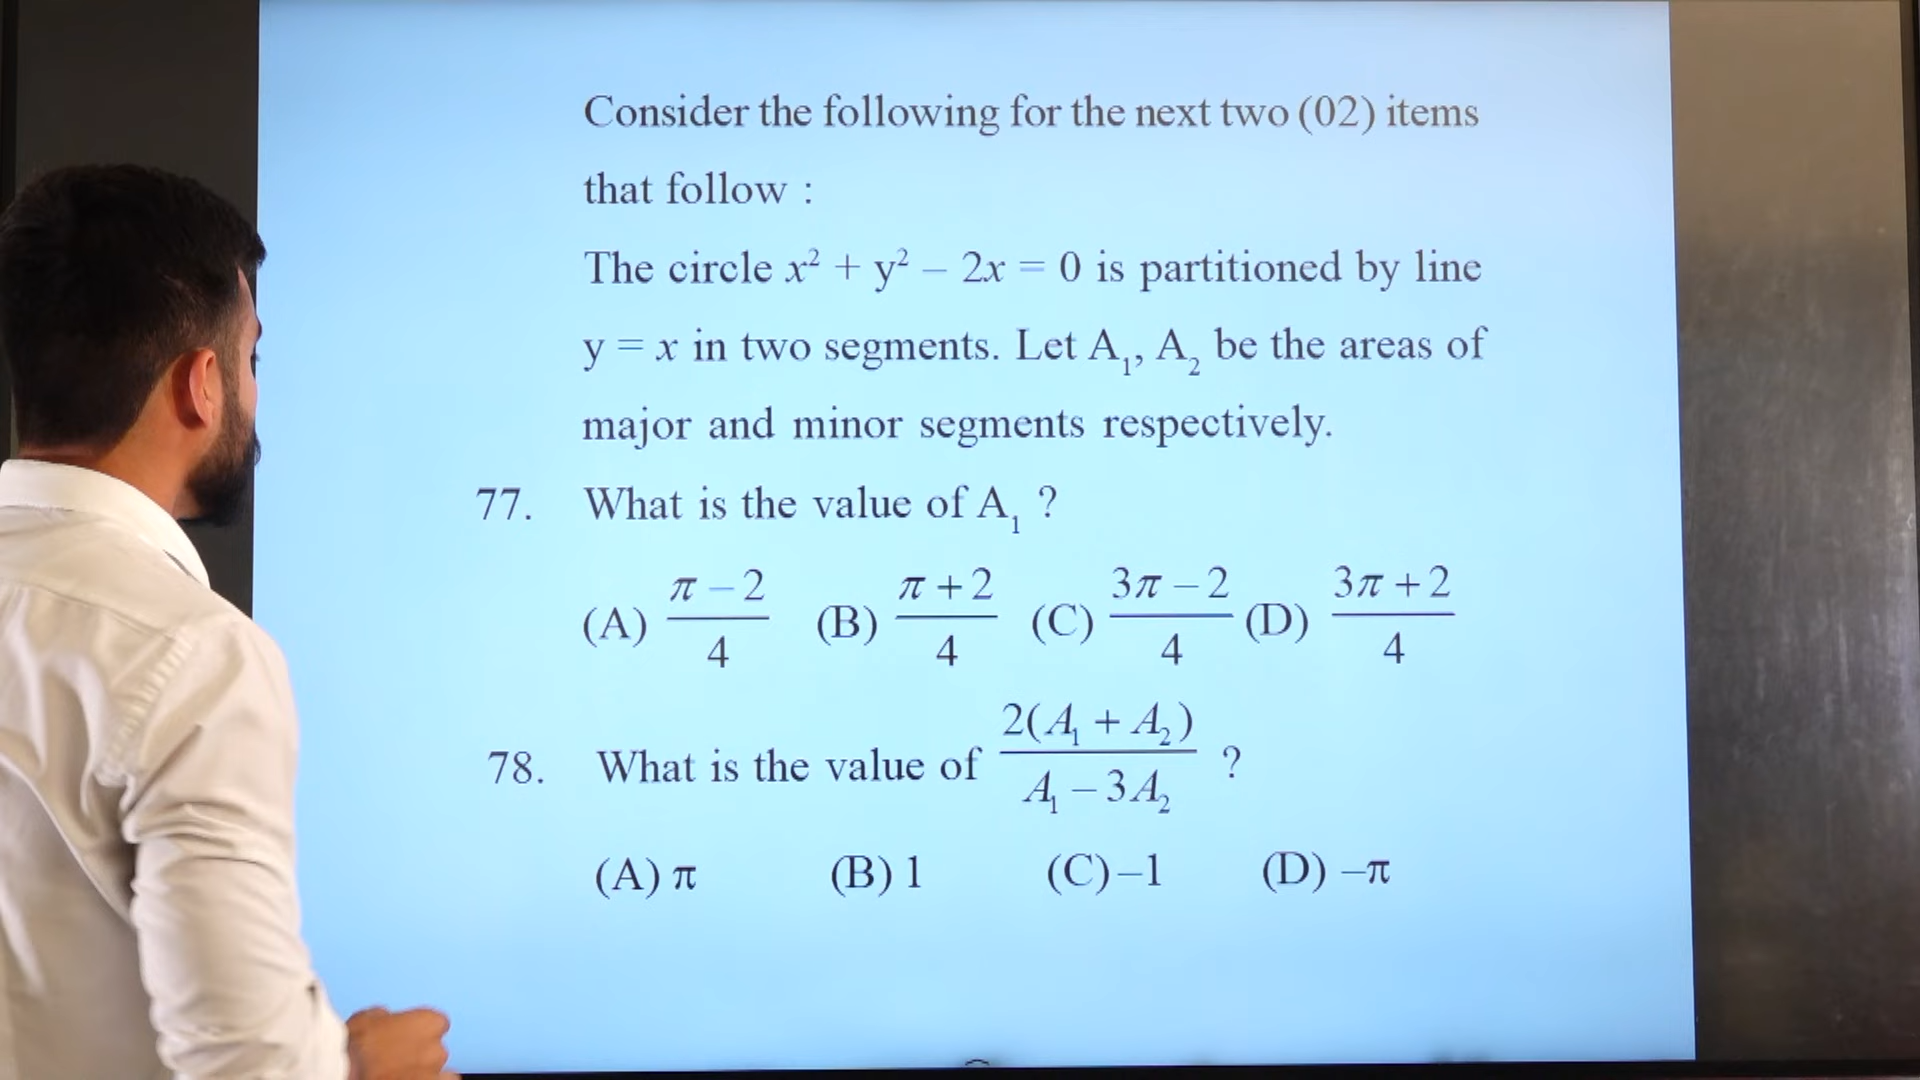 Consider the following for the next two (02) items
that follow :
The circle x² + y² – 2x = 0 is partitioned by line
y = x in two segments. Let A₁, A₂ be the areas of
major and minor segments respectively.
77. What is the value of A₁ ?
(A) (π – 2)/4 (B) (π + 2)/4 (C) (3π – 2)/4 (D) (3π + 2)/4
78. What is the value of 2(A₁ + A₂)/(A₁ – 3A₂) ?
(A) π (B) 1 (C) –1 (D) –π